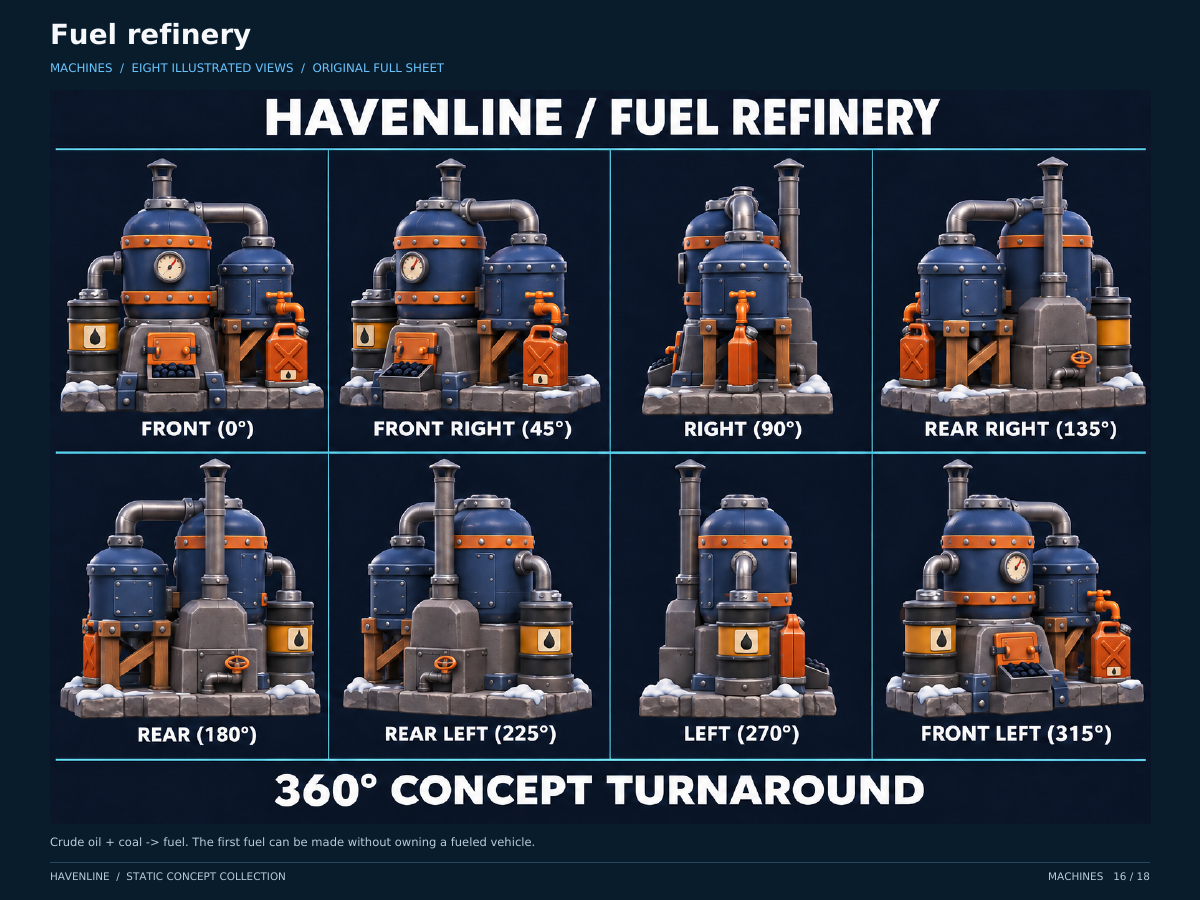 Fuel refinery
MACHINES / EIGHT ILLUSTRATED VIEWS / ORIGINAL FULL SHEET
HAVENLINE / FUEL REFINERY
FRONT (0°)
FRONT RIGHT (45°)
RIGHT (90°)
REAR RIGHT (135°)
REAR (180°)
REAR LEFT (225°)
LEFT (270°)
FRONT LEFT (315°)
360° CONCEPT TURNAROUND
Crude oil + coal -> fuel. The first fuel can be made without owning a fueled vehicle.
HAVENLINE / STATIC CONCEPT COLLECTION
MACHINES 16 / 18